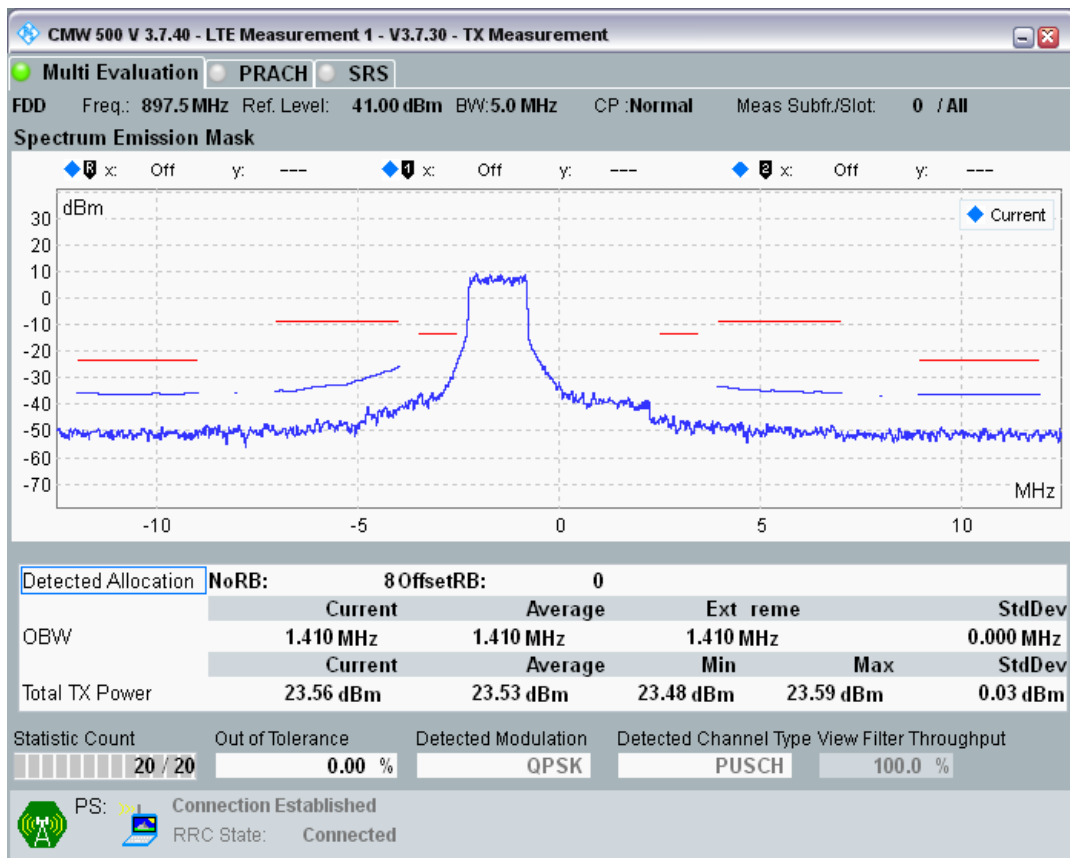 CMW 500 V 3.7.40 - LTE Measurement 1 - V3.7.30 - TX Measurement
Multi Evaluation PRACH SRS
FDD Freq.: 897.5 MHz Ref. Level: 41.00 dBm BW:5.0 MHz CP :Normal Meas Subfr./Slot: 0 / All
Spectrum Emission Mask
R x: Off y: --- 1 x: Off y: --- 2 x: Off y: ---
dBm
Current
30
20
10
0
-10
-20
-30
-40
-50
-60
-70
MHz
-10 -5 0 5 10
Detected Allocation NoRB: 8 OffsetRB: 0
Current Average Ext reme StdDev
OBW 1.410 MHz 1.410 MHz 1.410 MHz 0.000 MHz
Current Average Min Max StdDev
Total TX Power 23.56 dBm 23.53 dBm 23.48 dBm 23.59 dBm 0.03 dBm
Statistic Count Out of Tolerance Detected Modulation Detected Channel Type View Filter Throughput
20 / 20 0.00 % QPSK PUSCH 100.0 %
PS: Connection Established
RRC State: Connected